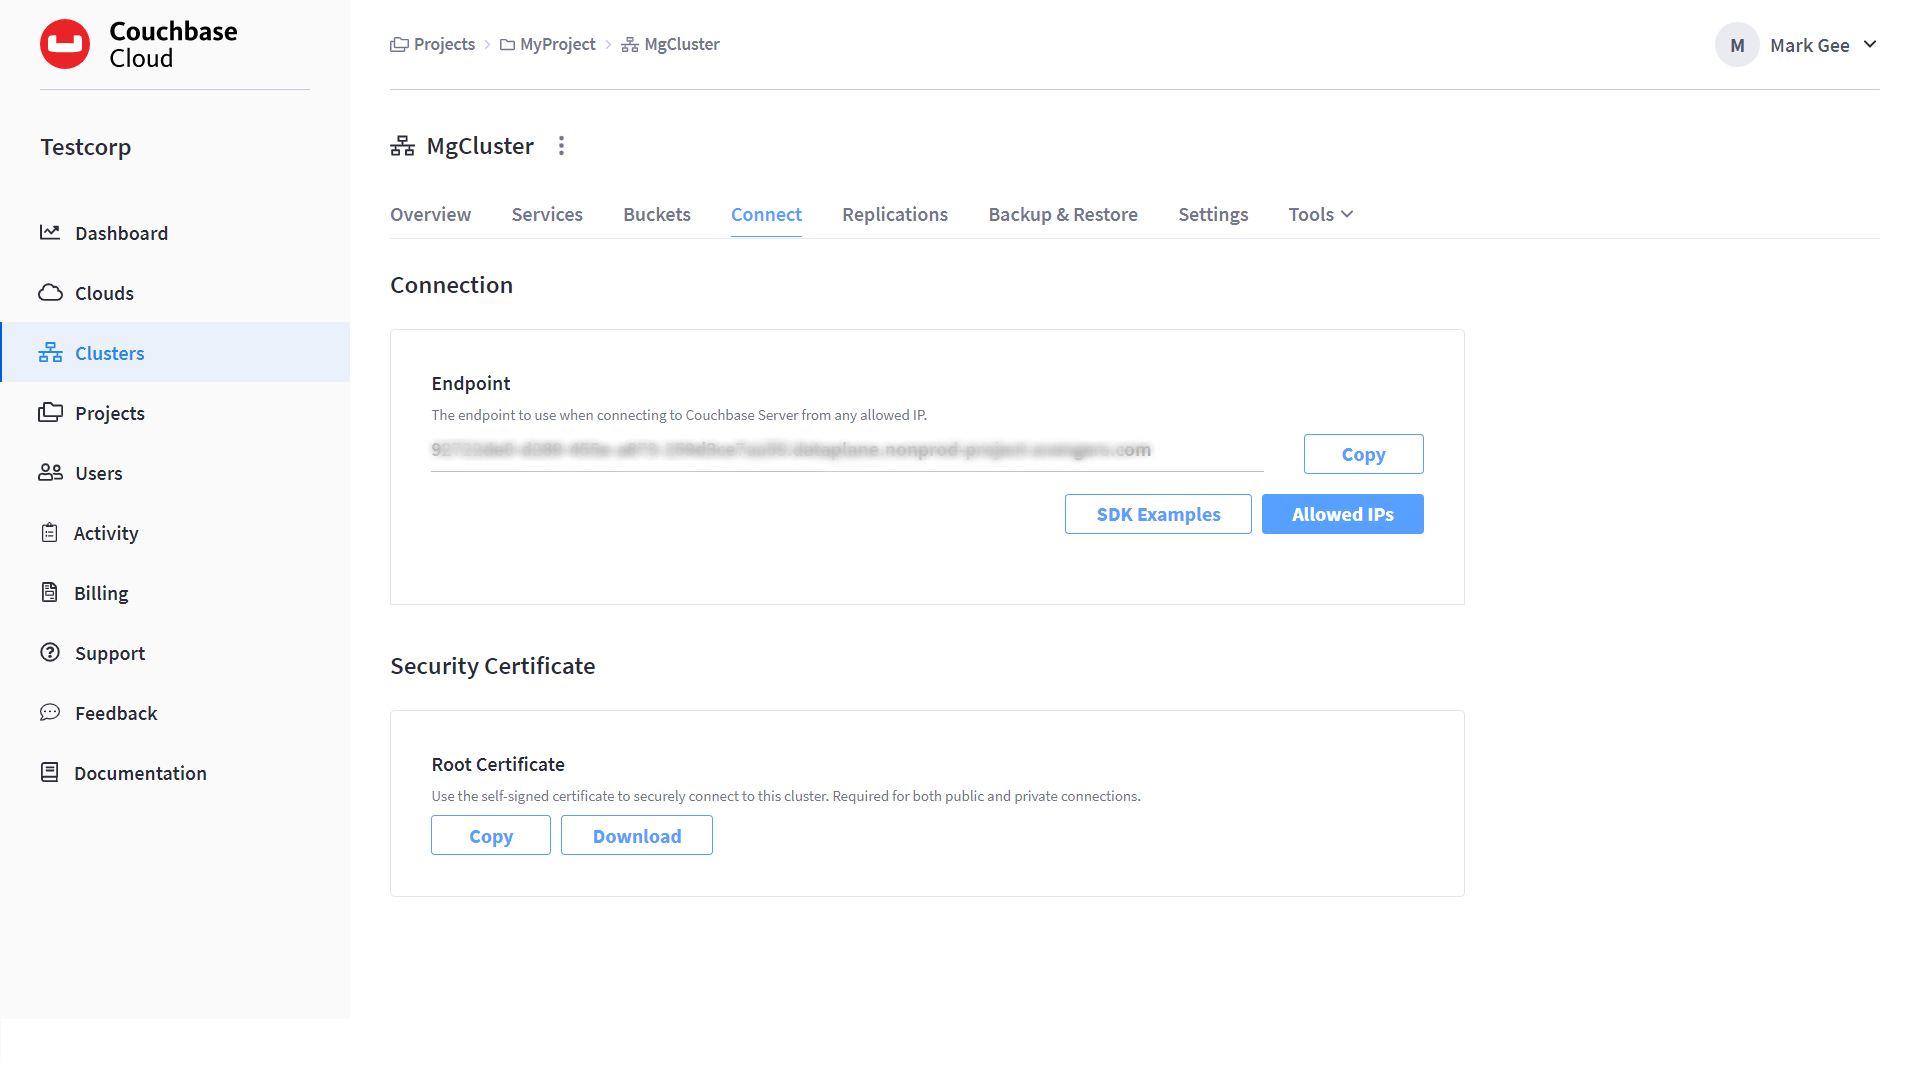 Couchbase
Cloud
Projects
MyProject
MgCluster
M
Mark Gee
Testcorp
Dashboard
Clouds
Clusters
Projects
Users
Activity
Billing
Support
Feedback
Documentation
MgCluster
Overview
Services
Buckets
Connect
Replications
Backup & Restore
Settings
Tools
Connection
Endpoint
The endpoint to use when connecting to Couchbase Server from any allowed IP.
Copy
SDK Examples
Allowed IPs
Security Certificate
Root Certificate
Use the self-signed certificate to securely connect to this cluster. Required for both public and private connections.
Copy
Download